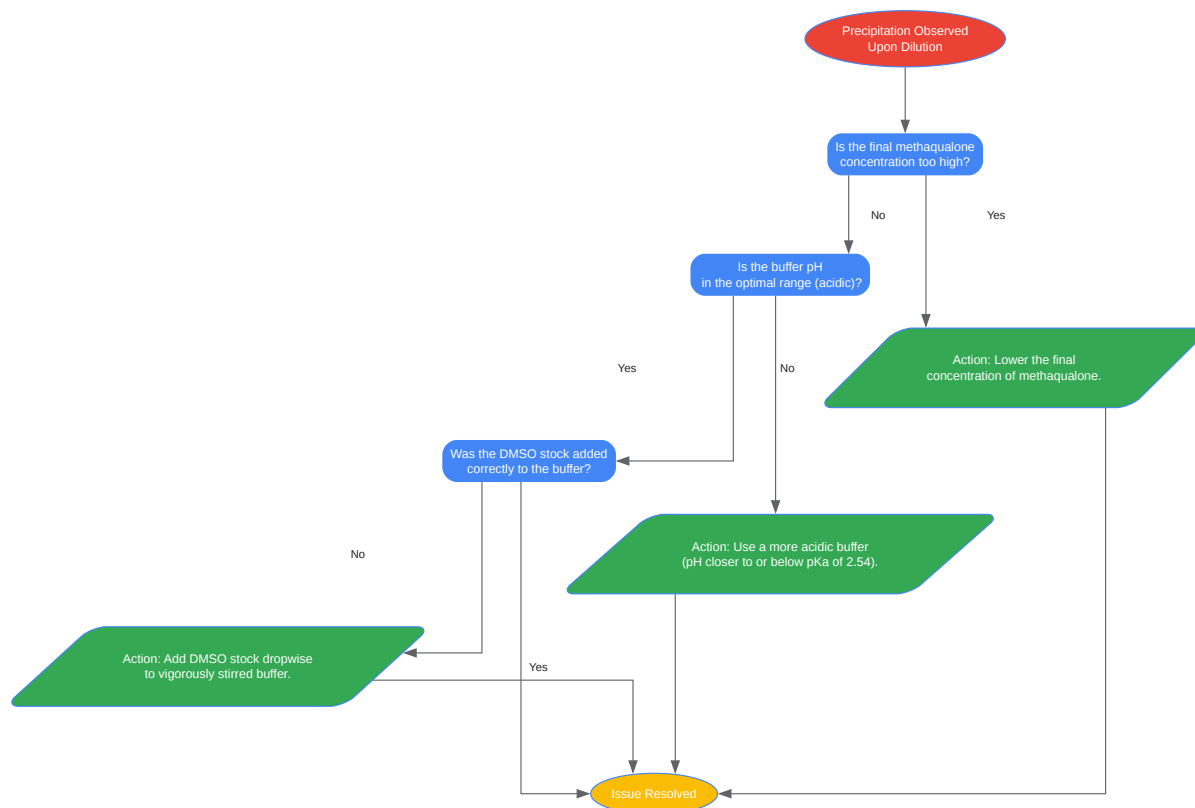 Precipitation Observed
Upon Dilution
Is the final methaqualone
concentration too high?
No
Yes
Is the buffer pH
in the optimal range (acidic)?
Action: Lower the final
concentration of methaqualone.
Yes
No
Was the DMSO stock added
correctly to the buffer?
Action: Use a more acidic buffer
(pH closer to or below pKa of 2.54).
No
Action: Add DMSO stock dropwise
to vigorously stirred buffer.
Yes
Issue Resolved